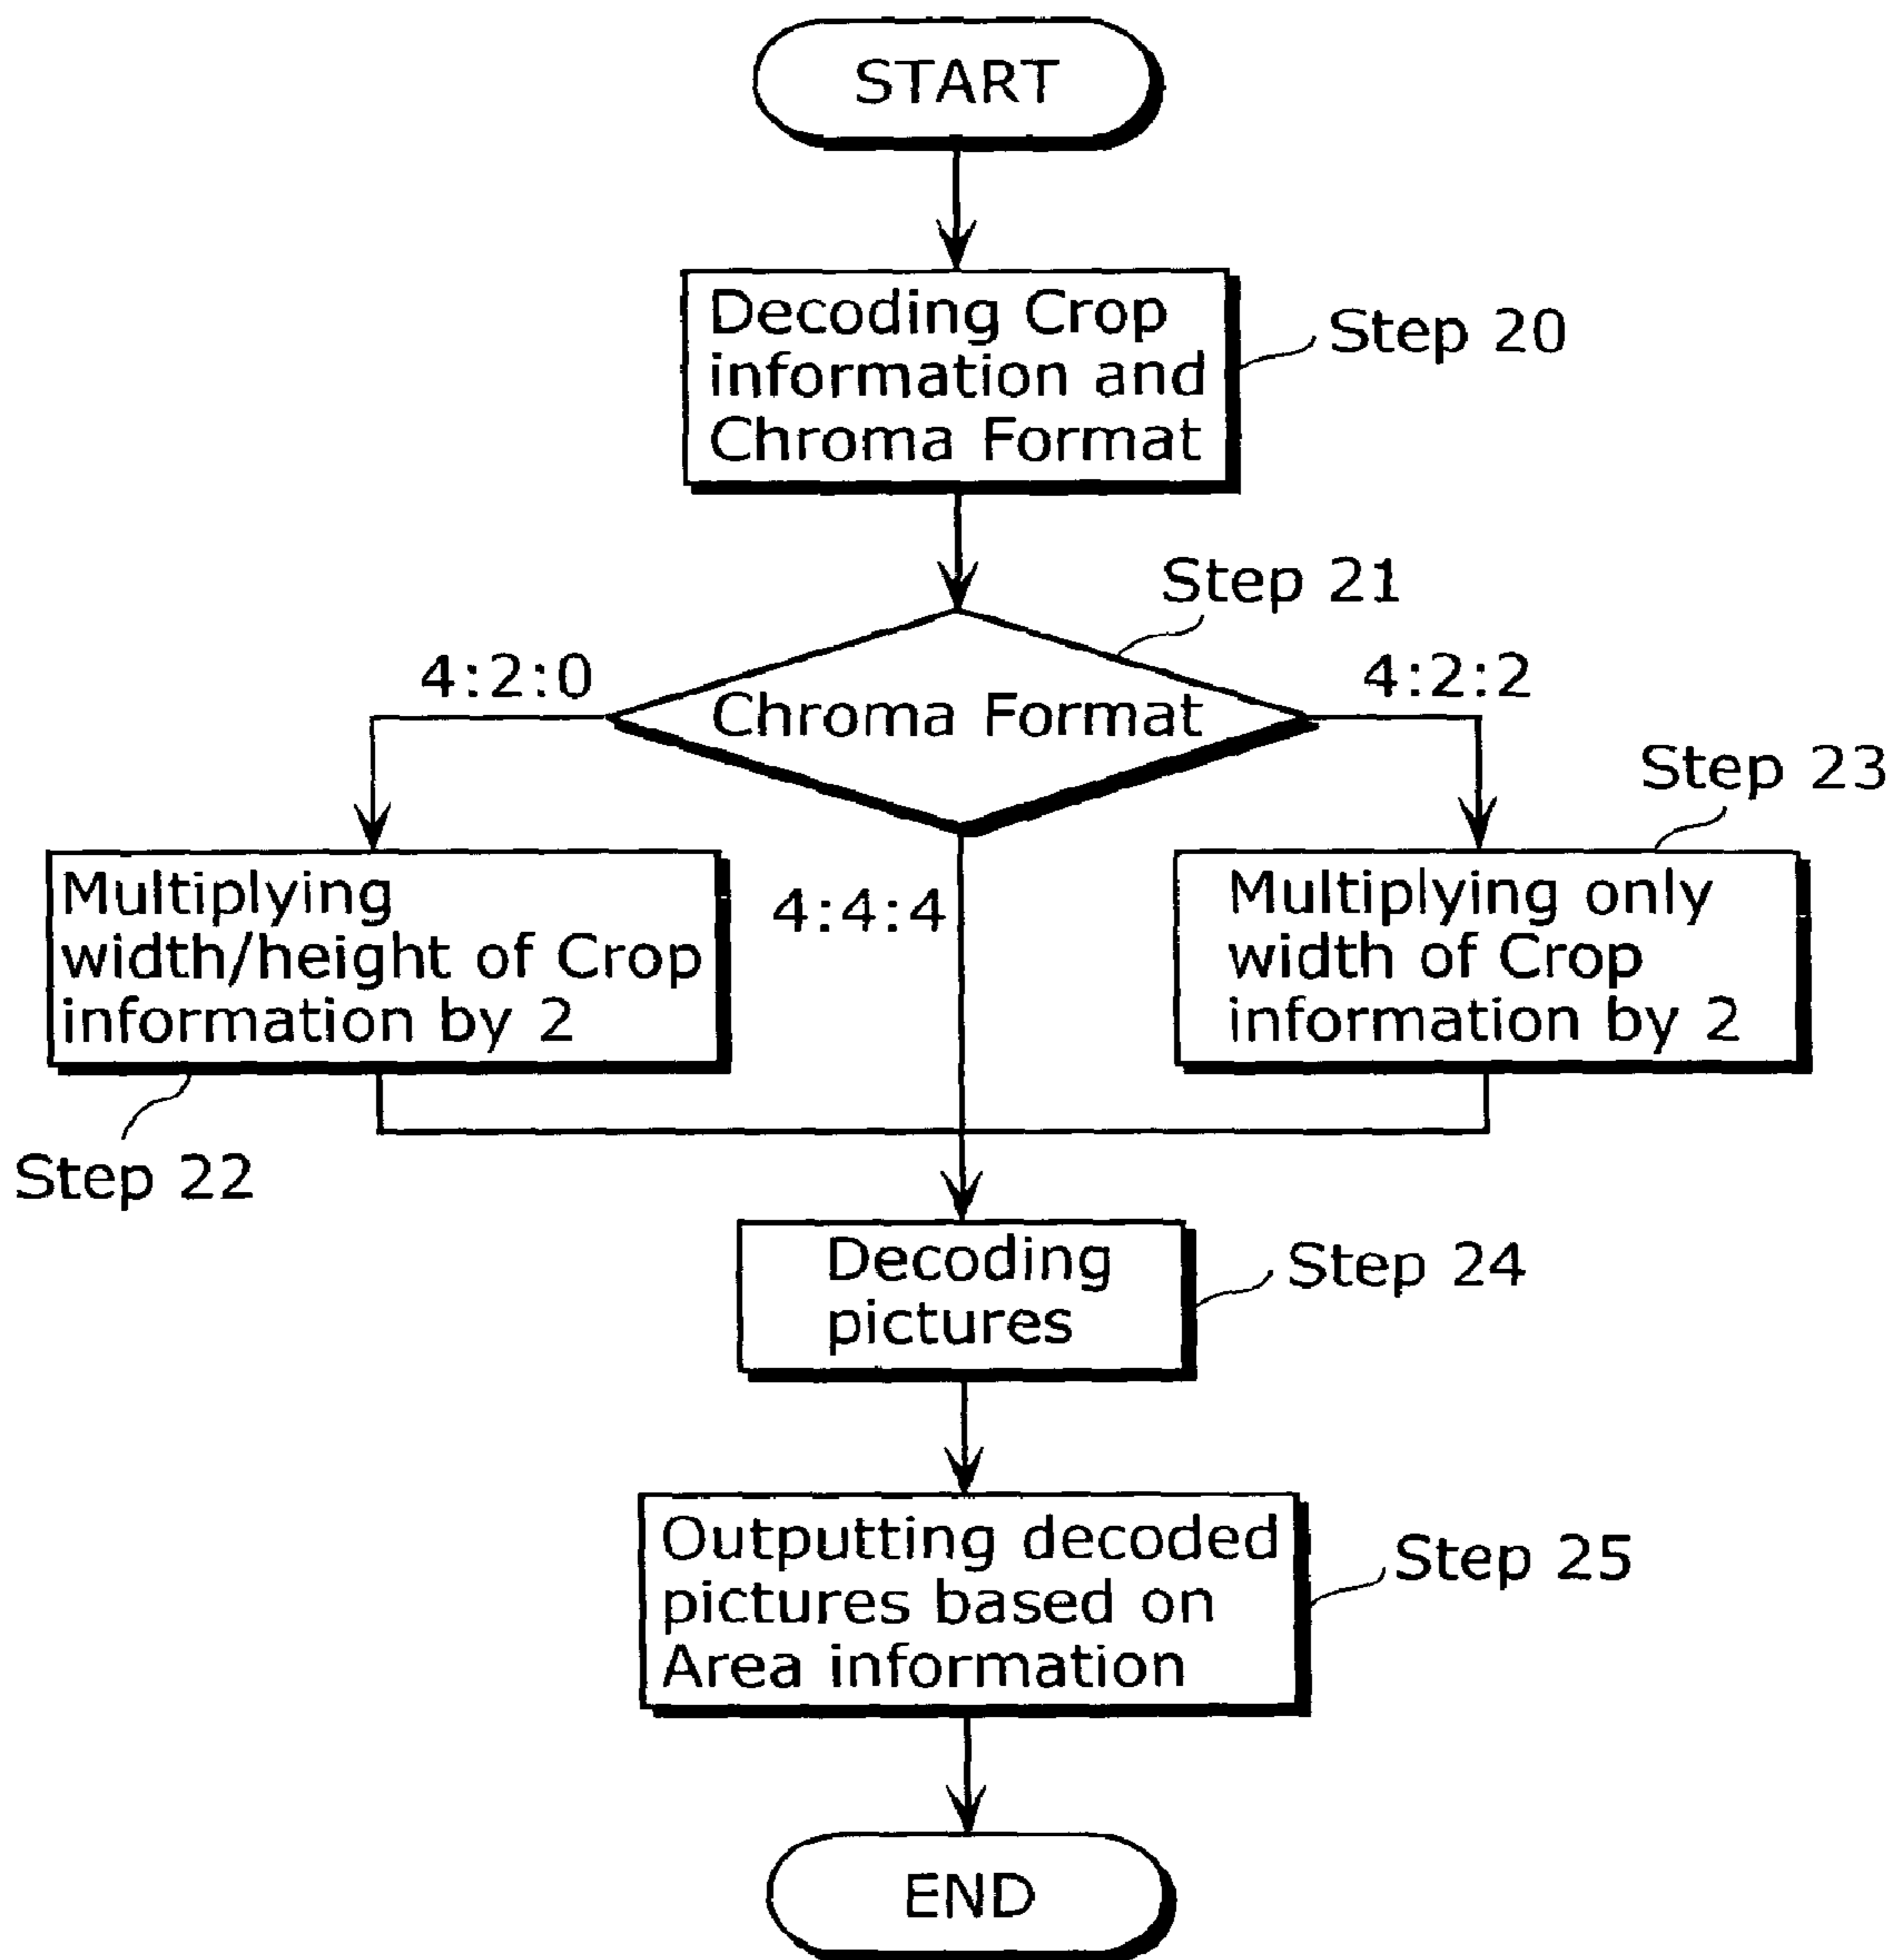 START
Decoding Crop
information and
Chroma Format
Step 20
Step 21
4:2:0
Chroma Format
4:2:2
Step 23
Multiplying
width/height of Crop
information by 2
4:4:4
Multiplying only
width of Crop
information by 2
Step 22
Decoding
pictures
Step 24
Outputting decoded
pictures based on
Area information
Step 25
END